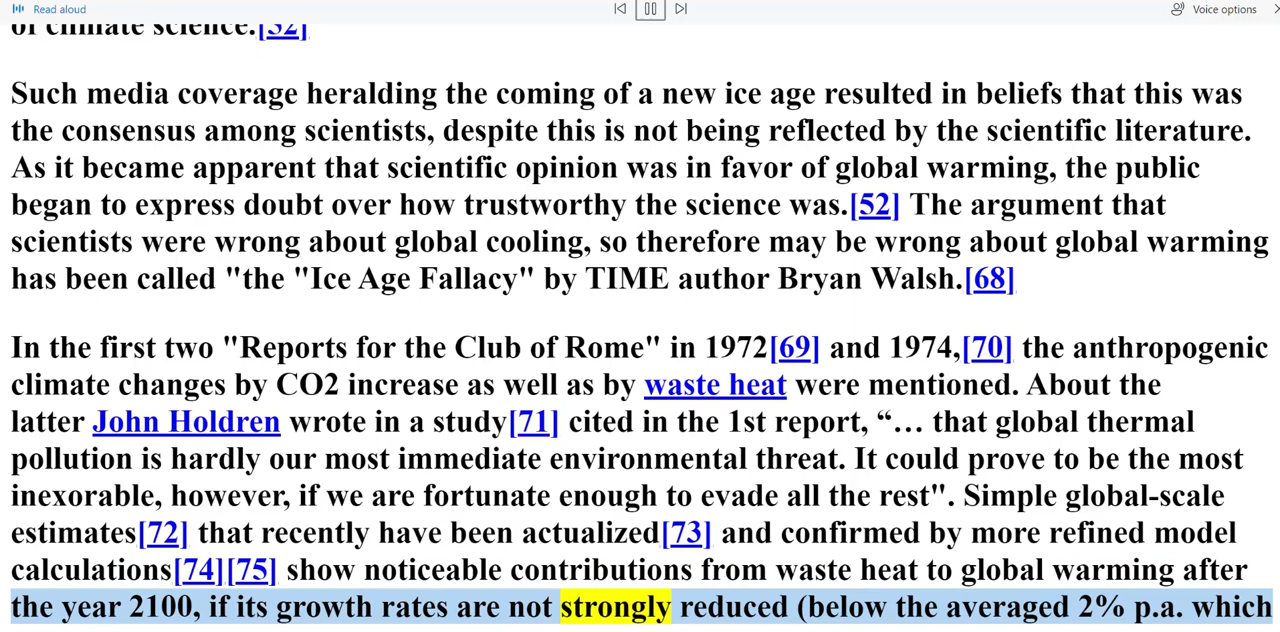 Read aloud
Voice options
of climate science.[32]
Such media coverage heralding the coming of a new ice age resulted in beliefs that this was
the consensus among scientists, despite this is not being reflected by the scientific literature.
As it became apparent that scientific opinion was in favor of global warming, the public
began to express doubt over how trustworthy the science was.[52] The argument that
scientists were wrong about global cooling, so therefore may be wrong about global warming
has been called "the "Ice Age Fallacy" by TIME author Bryan Walsh.[68]
In the first two "Reports for the Club of Rome" in 1972[69] and 1974,[70] the anthropogenic
climate changes by CO2 increase as well as by waste heat were mentioned. About the
latter John Holdren wrote in a study[71] cited in the 1st report, “… that global thermal
pollution is hardly our most immediate environmental threat. It could prove to be the most
inexorable, however, if we are fortunate enough to evade all the rest". Simple global-scale
estimates[72] that recently have been actualized[73] and confirmed by more refined model
calculations[74][75] show noticeable contributions from waste heat to global warming after
the year 2100, if its growth rates are not strongly reduced (below the averaged 2% p.a. which